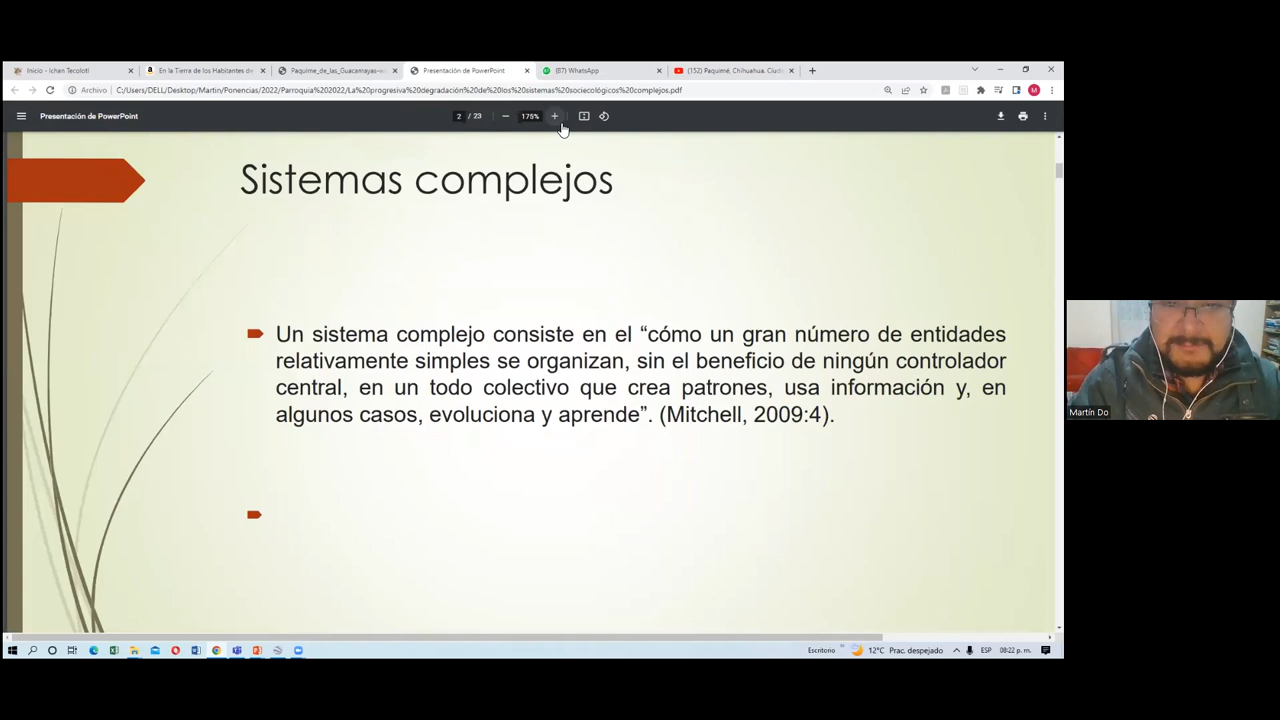 Inicio - Ichan Tecolotl
En la Tierra de los Habitantes de
Paquime_de_las_Guacamayas-e
Presentación de PowerPoint
(87) WhatsApp
(152) Paquimé, Chihuahua. Ciud
Archivo
C:/Users/DELL/Desktop/Martin/Ponencias/2022/Parroquia%202022/La%20progresiva%20degradación%20de%20los%20sistemas%20socieco​lógicos%20complejos.pdf
Presentación de PowerPoint
2 / 23
175%
Sistemas complejos
Un sistema complejo consiste en el “cómo un gran número de entidades
relativamente simples se organizan, sin el beneficio de ningún controlador
central, en un todo colectivo que crea patrones, usa información y, en
algunos casos, evoluciona y aprende”. (Mitchell, 2009:4).
Martín Do
Escritorio
12°C Prac. despejado
ESP
08:22 p. m.